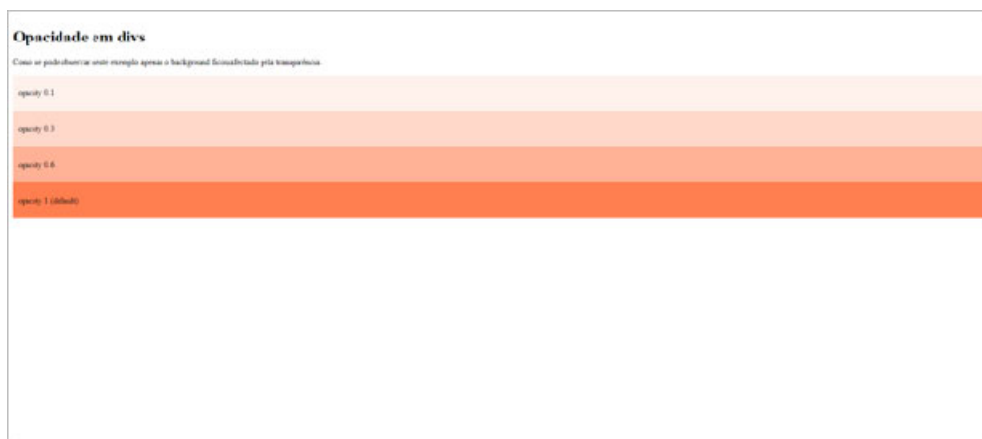 Opacidade em divs
Como se pode observar neste exemplo apenas o background ficou afectado pela transparência.
opacity 0.1
opacity 0.3
opacity 0.6
opacity 1 (default)